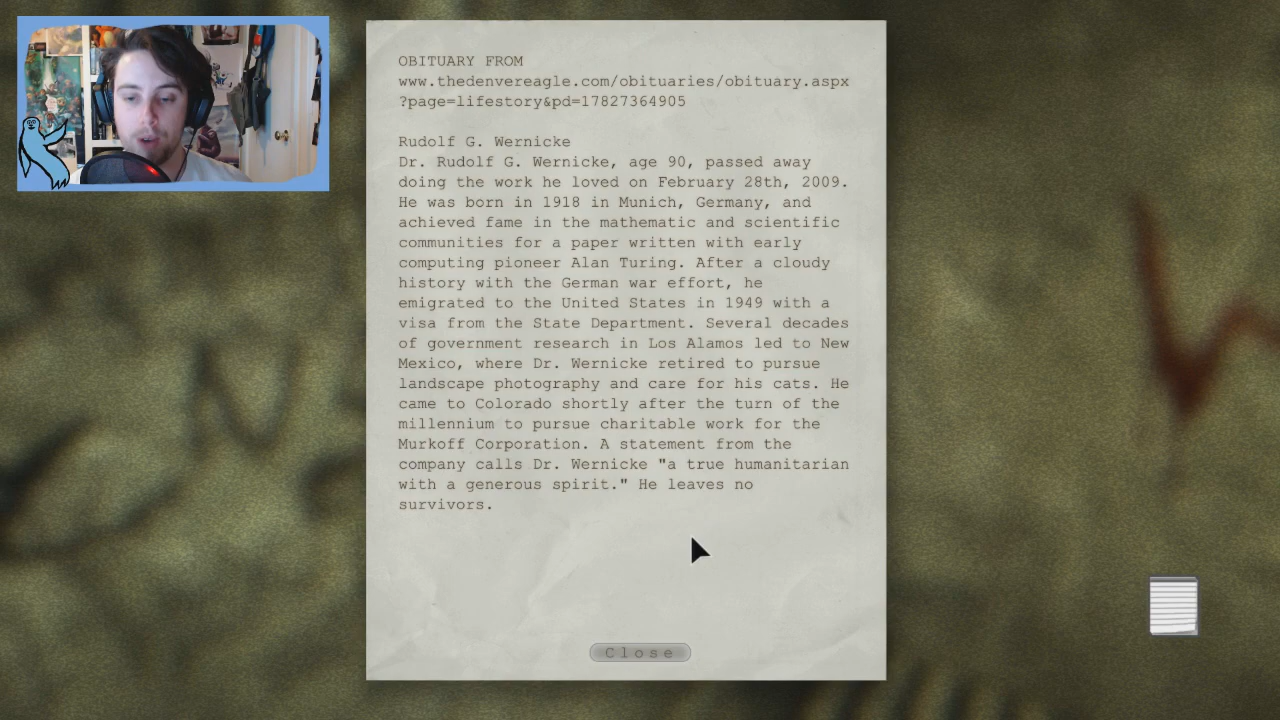 OBITUARY FROM
www.thedenvereagle.com/obituaries/obituary.aspx
?page=lifestory&pd=17827364905
Rudolf G. Wernicke
Dr. Rudolf G. Wernicke, age 90, passed away
doing the work he loved on February 28th, 2009.
He was born in 1918 in Munich, Germany, and
achieved fame in the mathematic and scientific
communities for a paper written with early
computing pioneer Alan Turing. After a cloudy
history with the German war effort, he
emigrated to the United States in 1949 with a
visa from the State Department. Several decades
of government research in Los Alamos led to New
Mexico, where Dr. Wernicke retired to pursue
landscape photography and care for his cats. He
came to Colorado shortly after the turn of the
millennium to pursue charitable work for the
Murkoff Corporation. A statement from the
company calls Dr. Wernicke "a true humanitarian
with a generous spirit." He leaves no
survivors.
Close